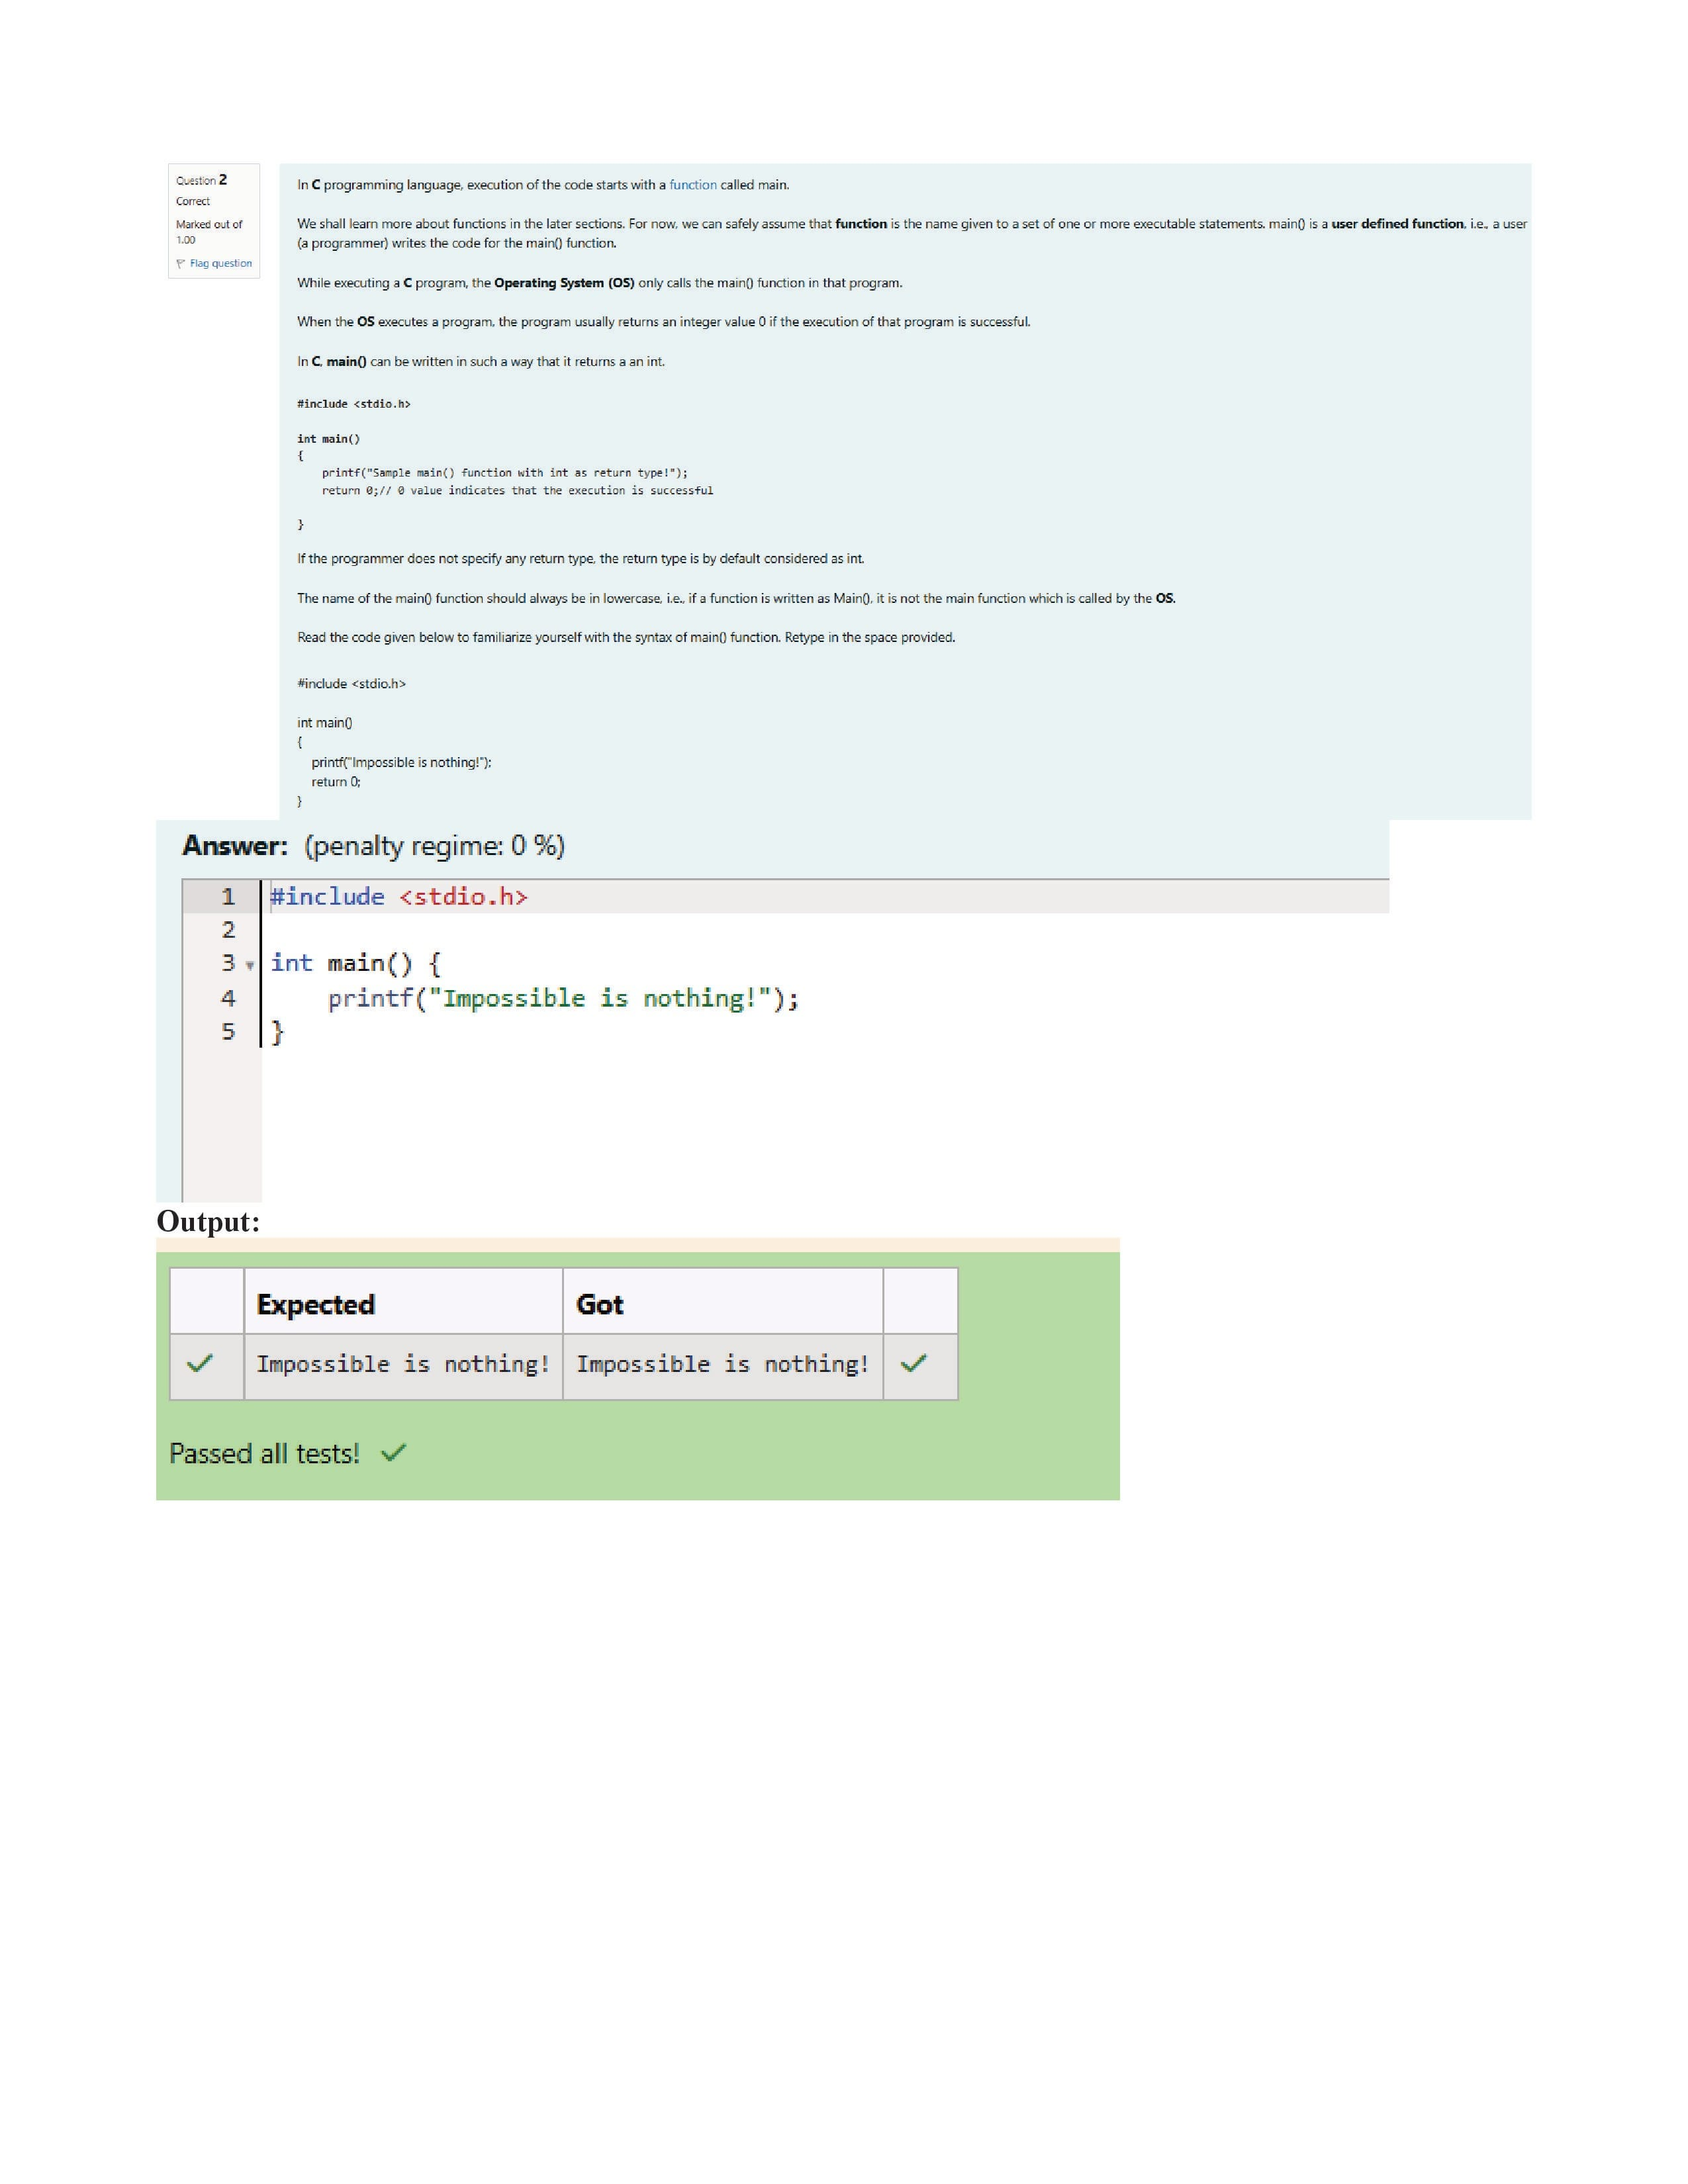 Question 2
Correct
Marked out of
1.00
Flag question
In C programming language, execution of the code starts with a function called main.
We shall learn more about functions in the later sections. For now, we can safely assume that function is the name given to a set of one or more executable statements. main() is a user defined function, i.e., a user
(a programmer) writes the code for the main() function.
While executing a C program, the Operating System (OS) only calls the main() function in that program.
When the OS executes a program, the program usually returns an integer value 0 if the execution of that program is successful.
In C, main() can be written in such a way that it returns a an int.
#include <stdio.h>
int main()
{
printf("Sample main() function with int as return type!");
return 0;// 0 value indicates that the execution is successful
}
If the programmer does not specify any return type, the return type is by default considered as int.
The name of the main() function should always be in lowercase, i.e., if a function is written as Main(), it is not the main function which is called by the OS.
Read the code given below to familiarize yourself with the syntax of main() function. Retype in the space provided.
#include <stdio.h>
int main()
{
printf("Impossible is nothing!");
return 0;
}
Answer: (penalty regime: 0 %)
1 #include <stdio.h>
2
3 int main() {
4 printf("Impossible is nothing!");
5 }
Output:
Expected Got
Impossible is nothing! Impossible is nothing!
Passed all tests!